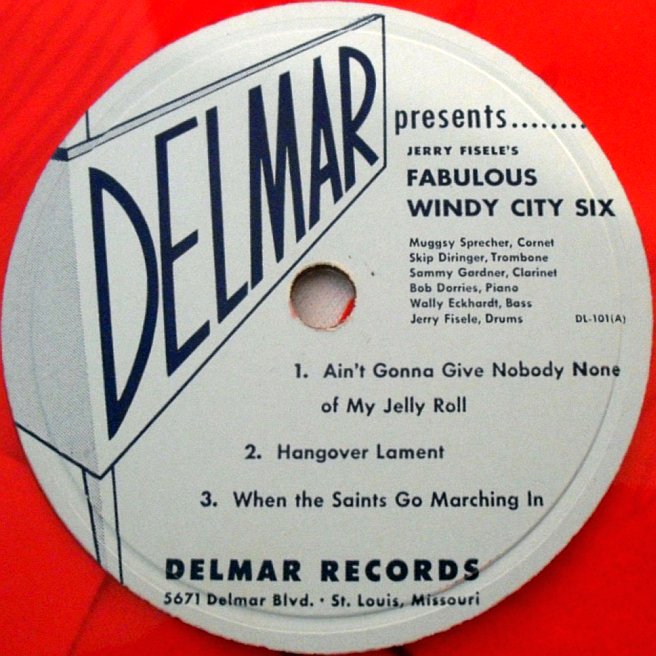 DELMAR
presents........
JERRY FISELE'S
FABULOUS
WINDY CITY SIX
Muggsy Sprecher, Cornet
Skip Diringer, Trombone
Sammy Gardner, Clarinet
Bob Dorries, Piano
Wally Eckhardt, Bass
Jerry Fisele, Drums DL-101(A)
1. Ain't Gonna Give Nobody None
of My Jelly Roll
2. Hangover Lament
3. When the Saints Go Marching In
DELMAR RECORDS
5671 Delmar Blvd. · St. Louis, Missouri